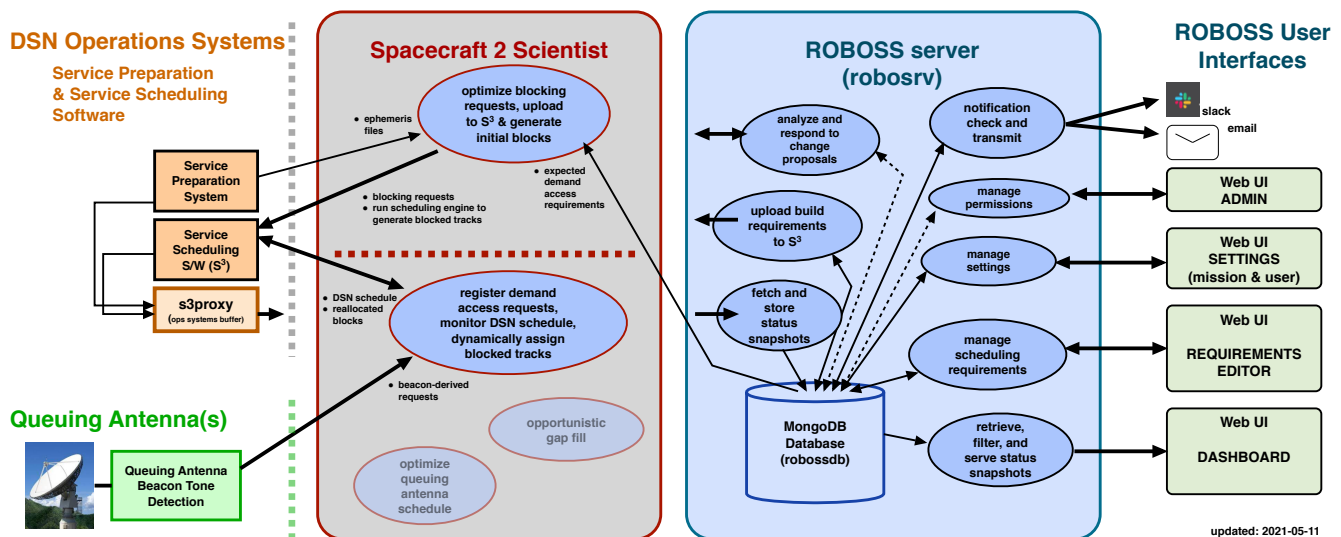 DSN Operations Systems
Service Preparation
& Service Scheduling
Software
Service
Preparation
System
Service
Scheduling
S/W (S³)
s3proxy
(ops systems buffer)
Queuing Antenna(s)
Queuing Antenna
Beacon Tone
Detection
Spacecraft 2 Scientist
optimize blocking
requests, upload
to S³ & generate
initial blocks
• ephemeris
files
• expected
demand
access
requirements
• blocking requests
• run scheduling engine to
generate blocked tracks
• DSN schedule
• reallocated
blocks
register demand
access requests,
monitor DSN schedule,
dynamically assign
blocked tracks
• beacon-derived
requests
opportunistic
gap fill
optimize
queuing
antenna
schedule
ROBOSS server
(robosrv)
analyze and
respond to
change
proposals
upload build
requirements
to S³
fetch and
store
status
snapshots
notification
check and
transmit
manage
permissions
manage
settings
manage
scheduling
requirements
retrieve,
filter, and
serve status
snapshots
MongoDB
Database
(robossdb)
ROBOSS User
Interfaces
slack
email
Web UI
ADMIN
Web UI
SETTINGS
(mission & user)
Web UI
REQUIREMENTS
EDITOR
Web UI
DASHBOARD
updated: 2021-05-11